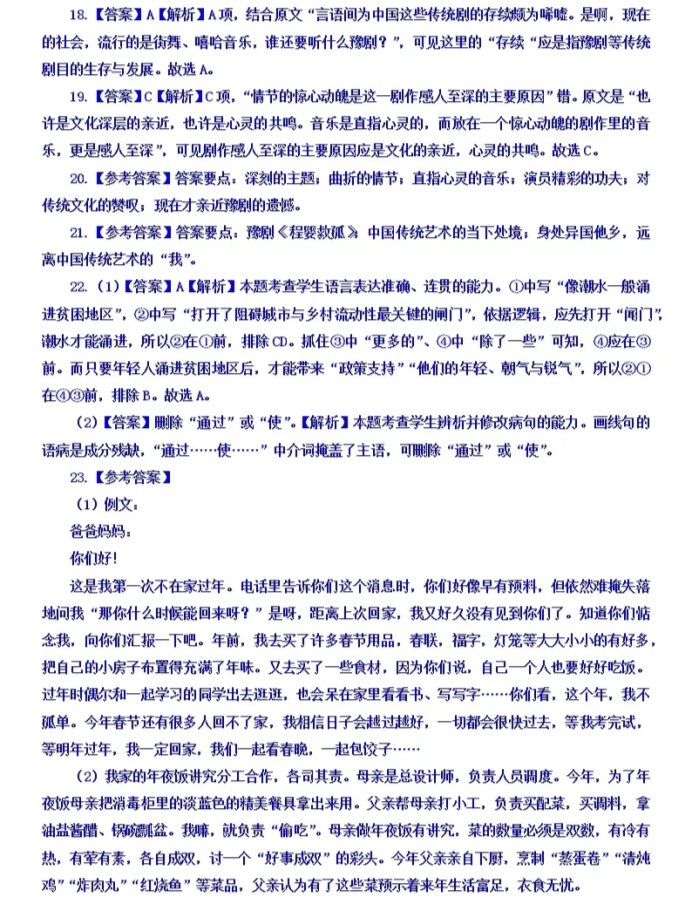 18.【答案】A【解析】A项，结合原文“言语间为中国这些传统剧的存续颇为唏嘘。是啊，现在
的社会，流行的是街舞、嘻哈音乐，谁还要听什么豫剧？”，可见这里的“存续“应是指豫剧等传统
剧目的生存与发展。故选A。
19.【答案】C【解析】C项，“情节的惊心动魄是这一剧作感人至深的主要原因”错。原文是“也
许是文化深层的亲近，也许是心灵的共鸣。音乐是直指心灵的，而放在一个惊心动魄的剧作里的音
乐，更是感人至深”，可见剧作感人至深的主要原因应是文化的亲近，心灵的共鸣。故选C。
20.【参考答案】答案要点：深刻的主题；曲折的情节；直指心灵的音乐；演员精彩的功夫；对
传统文化的赞叹；现在才亲近豫剧的遗憾。
21.【参考答案】答案要点：豫剧《程婴救孤》；中国传统艺术的当下处境；身处异国他乡，远
离中国传统艺术的“我”。
22.（1）【答案】A【解析】本题考查学生语言表达准确、连贯的能力。①中写“像潮水一般涌
进贫困地区”，②中写“打开了阻碍城市与乡村流动性最关键的闸门”，依据逻辑，应先打开“闸门”，
潮水才能涌进，所以②在①前，排除CD。抓住③中“更多的”、④中“除了一些”可知，④应在③
前。而只要年轻人涌进贫困地区后，才能带来“政策支持”“他们的年轻、朝气与锐气”，所以②①
在④③前，排除B。故选A。
（2）【答案】删除“通过”或“使”。【解析】本题考查学生辨析并修改病句的能力。画线句的
语病是成分残缺，“通过……使……”中介词掩盖了主语，可删除“通过”或“使”。
23.【参考答案】
（1）例文：
爸爸妈妈：
你们好！
这是我第一次不在家过年。电话里告诉你们这个消息时，你们好像早有预料，但依然难掩失落
地问我“那你什么时候能回来呀？”是呀，距离上次回家，我又好久没有见到你们了。知道你们惦
念我，向你们汇报一下吧。年前，我去买了许多春节用品，春联，福字，灯笼等大大小小的有好多，
把自己的小房子布置得充满了年味。又去买了一些食材，因为你们说，自己一个人也要好好吃饭。
过年时偶尔和一起学习的同学出去逛逛，也会呆在家里看看书、写写字……你们看，这个年，我不
孤单。今年春节还有很多人回不了家，我相信日子会越过越好，一切都会很快过去，等我考完试，
等明年过年，我一定回家，我们一起看春晚，一起包饺子……
（2）我家的年夜饭讲究分工合作，各司其责。母亲是总设计师，负责人员调度。今年，为了年
夜饭母亲把消毒柜里的淡蓝色的精美餐具拿出来用。父亲帮母亲打小工，负责买配菜，买调料，拿
油盐酱醋、锅碗瓢盆。我嘛，就负责“偷吃”。母亲做年夜饭有讲究，菜的数量必须是双数，有冷有
热，有荤有素，各自成双，讨一个“好事成双”的彩头。今年父亲亲自下厨，烹制“蒸蛋卷”“清炖
鸡”“炸肉丸”“红烧鱼”等菜品，父亲认为有了这些菜预示着来年生活富足，衣食无忧。